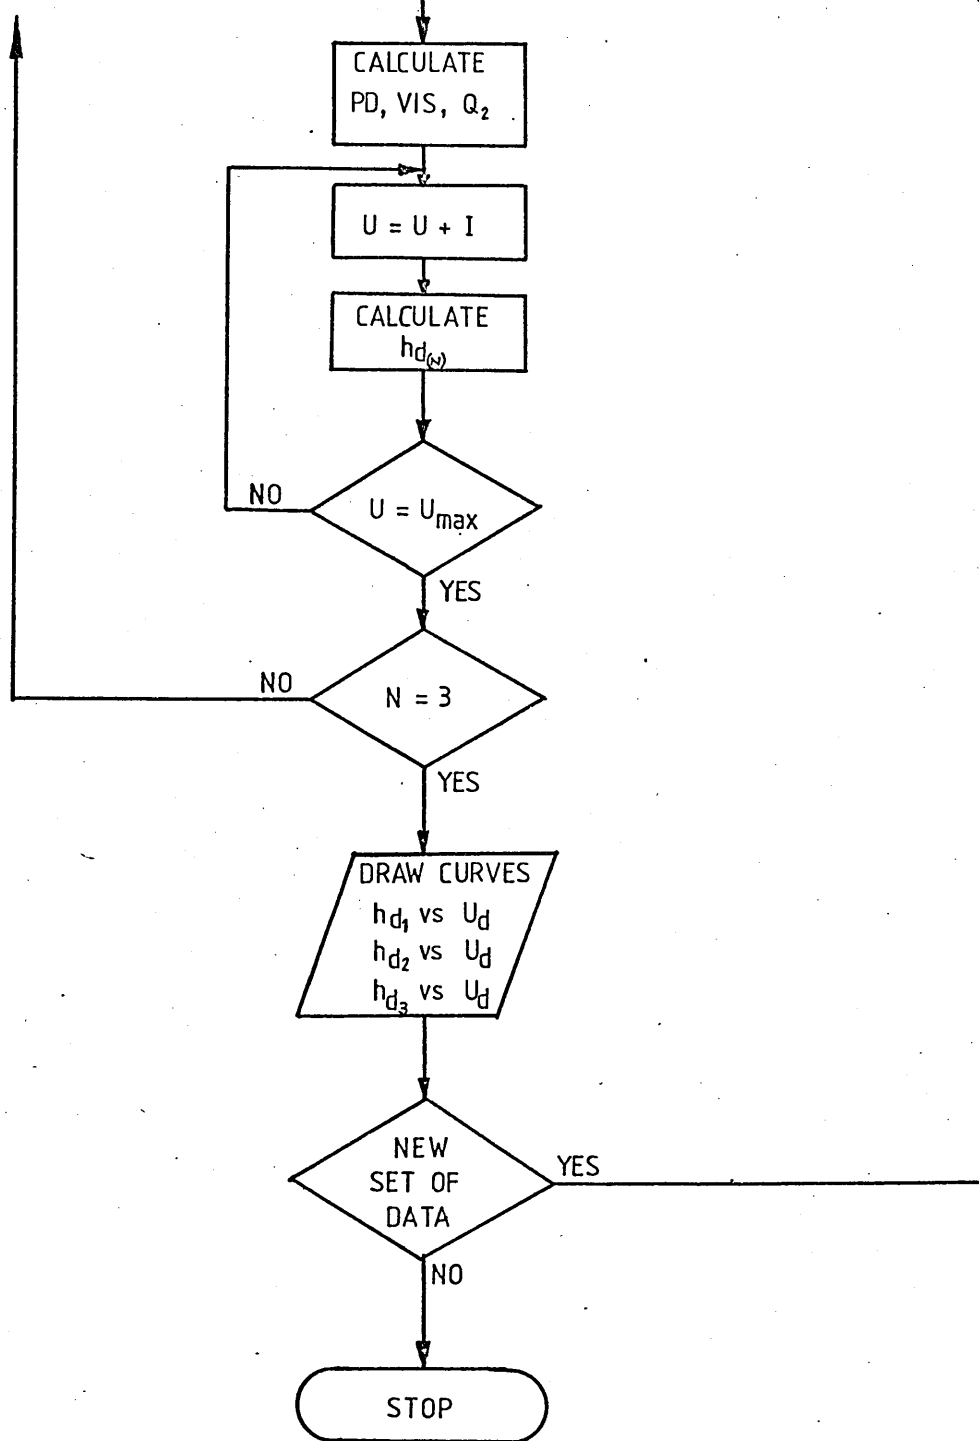 CALCULATE
PD, VIS, Q₂
U = U + I
CALCULATE
hd(N)
NO
U = Umax
YES
NO
N = 3
YES
DRAW CURVES
hd₁ vs Ud
hd₂ vs Ud
hd₃ vs Ud
NEW
SET OF
DATA
YES
NO
STOP